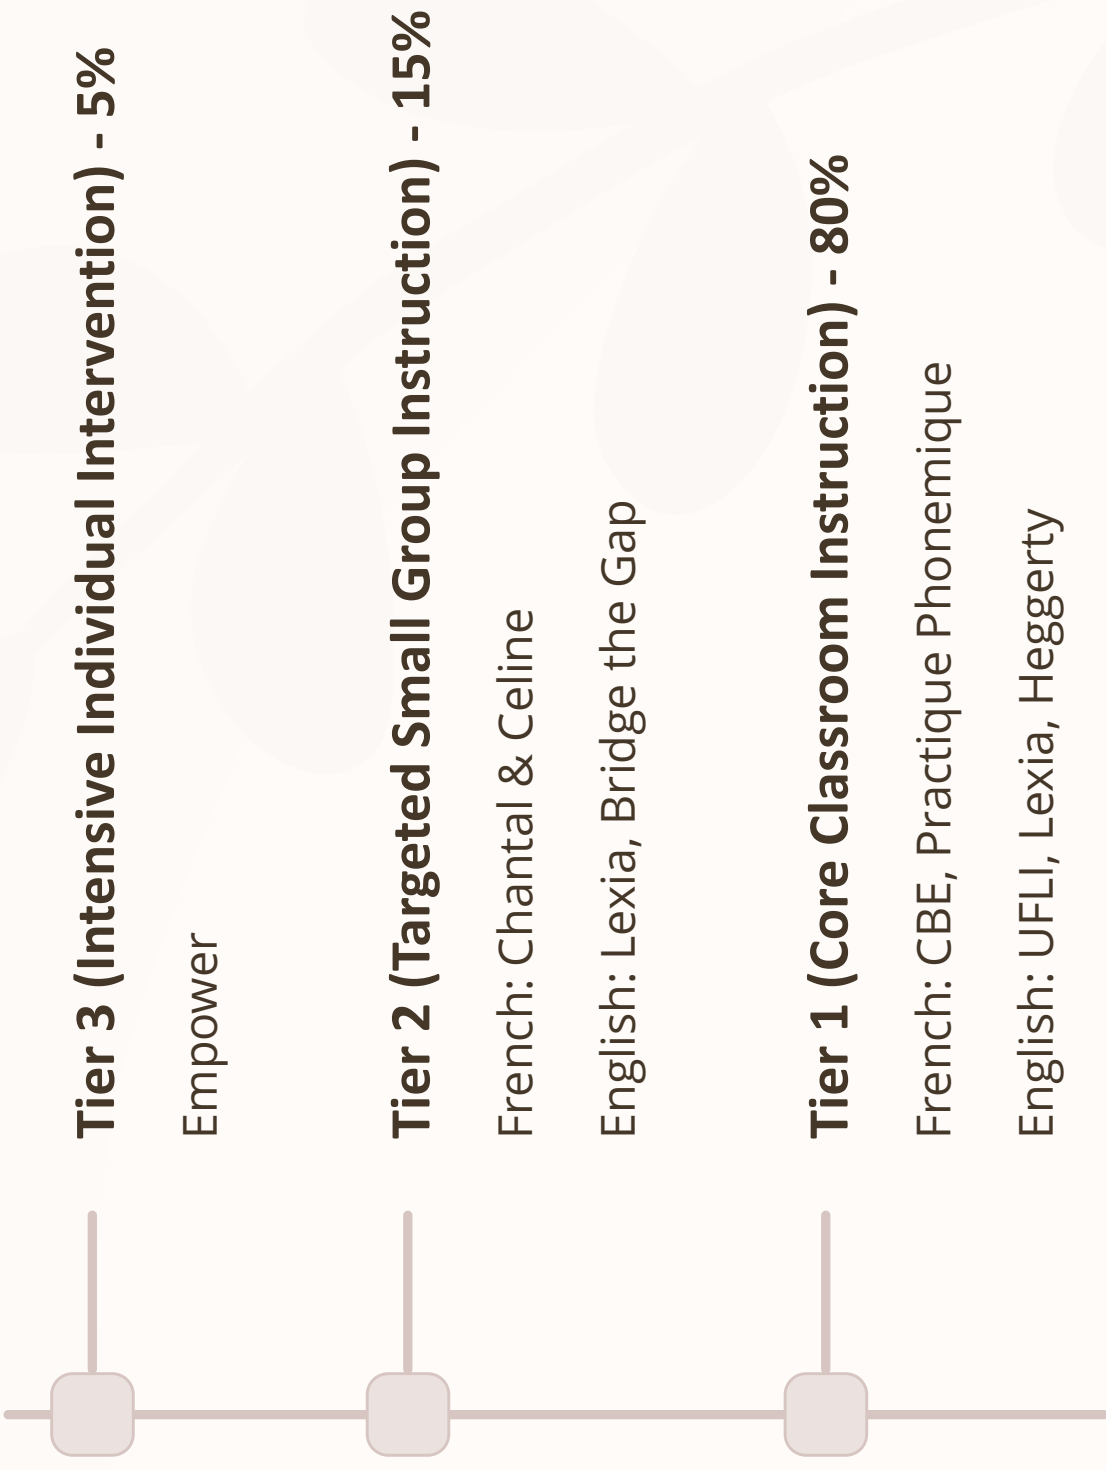 Tier 3 (Intensive Individual Intervention) - 5%
Empower
Tier 2 (Targeted Small Group Instruction) - 15%
French: Chantal & Celine
English: Lexia, Bridge the Gap
Tier 1 (Core Classroom Instruction) - 80%
French: CBE, Practique Phonemique
English: UFLI, Lexia, Heggerty